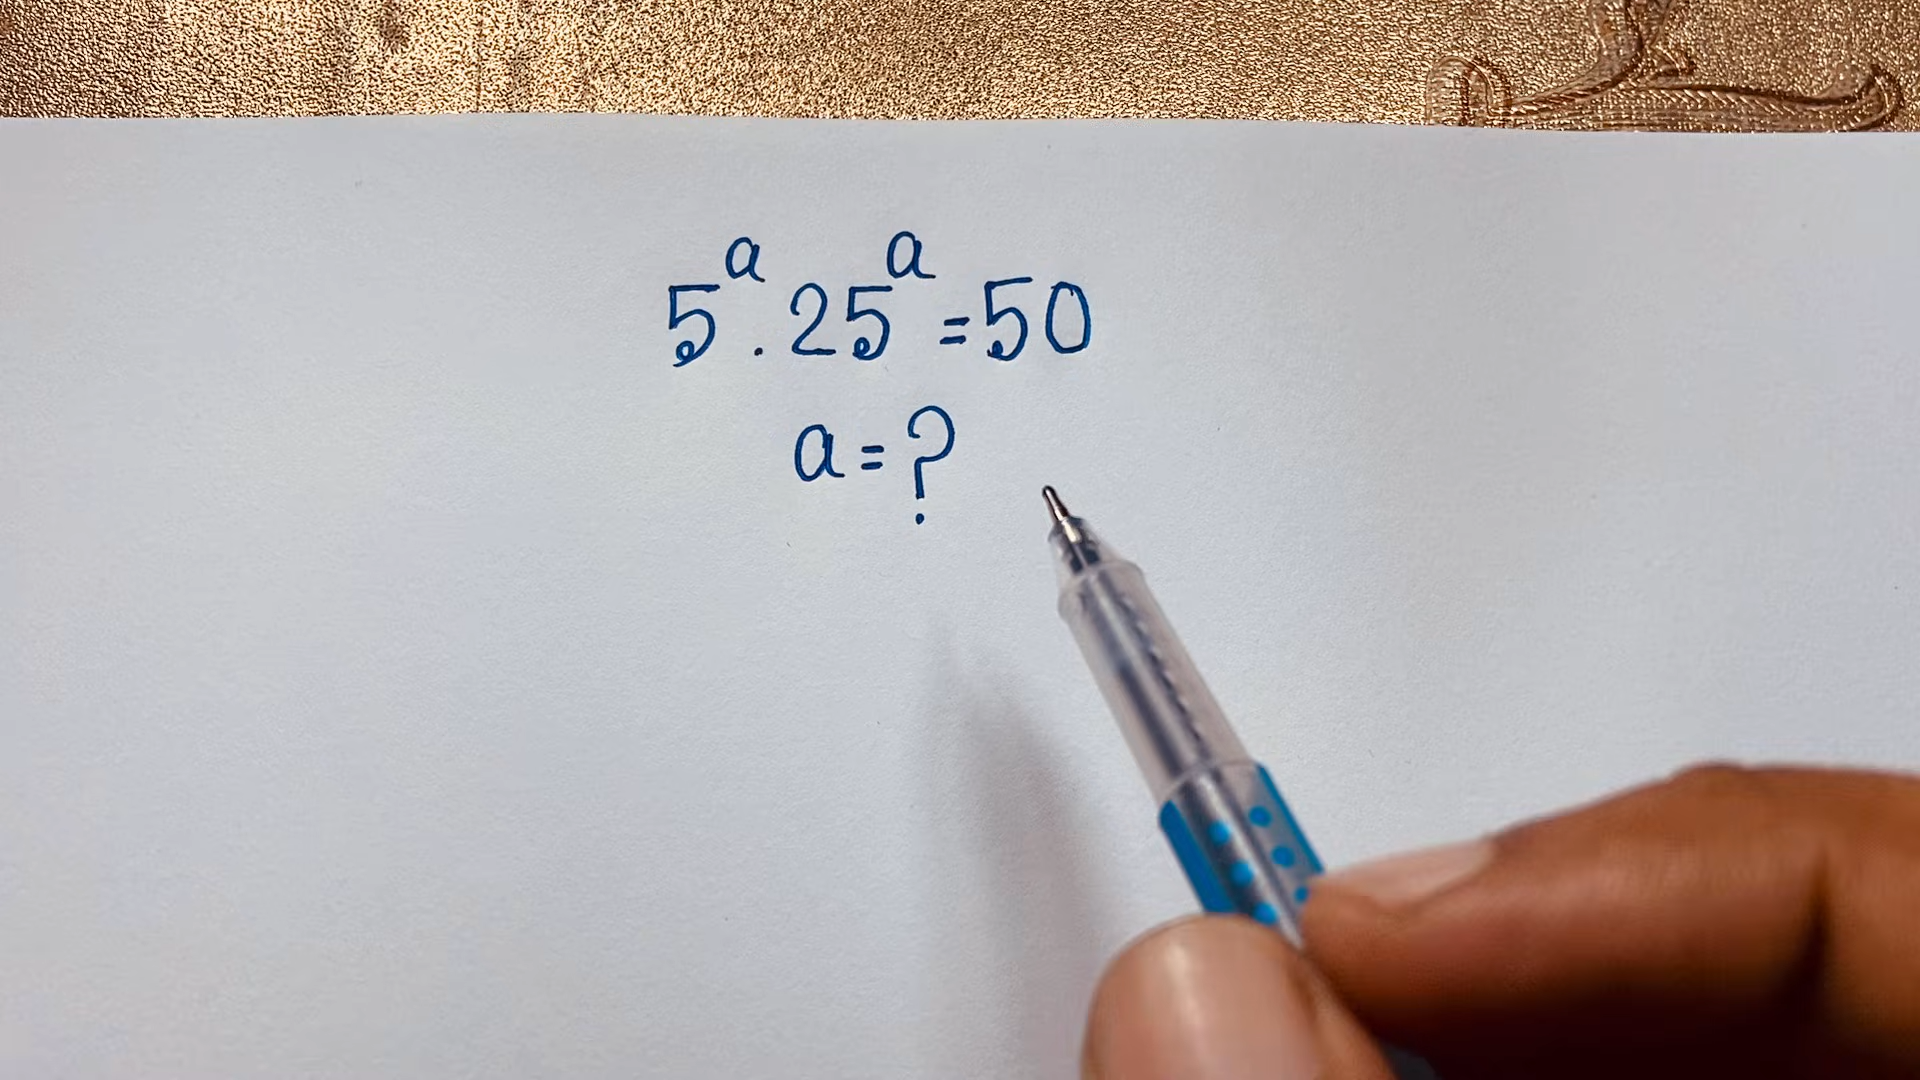 5^a . 25^a = 50
a = ?